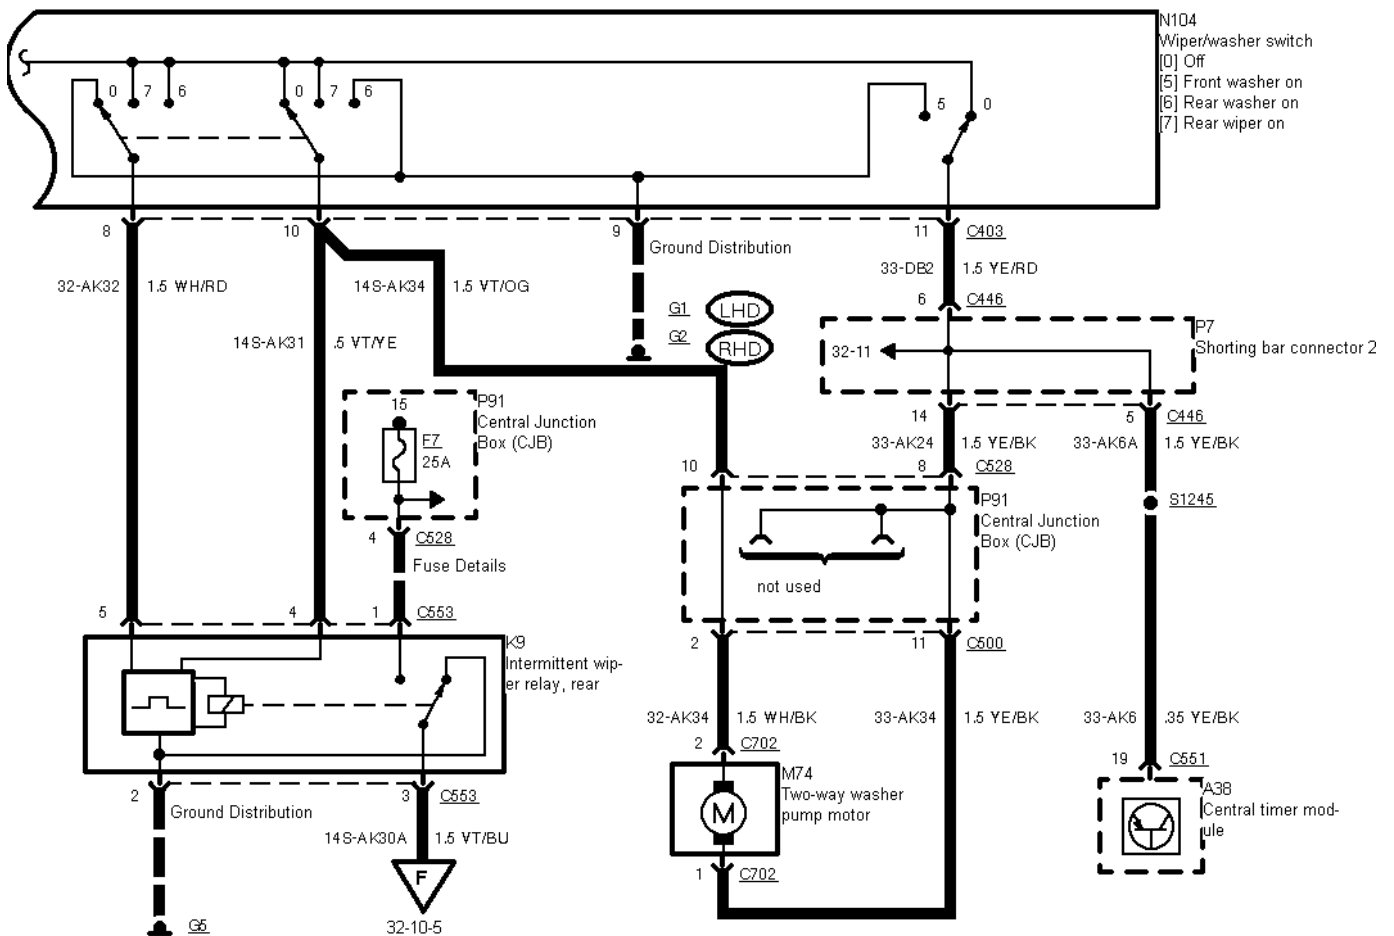 N104
Wiper/washer switch
[0] Off
[5] Front washer on
[6] Rear washer on
[7] Rear wiper on
0 7 6
0 7 6
5 0
8 10 9 11 C403
Ground Distribution
32-AK32 1.5 WH/RD
14S-AK34 1.5 VT/OG
33-DB2 1.5 YE/RD
6 C446
G1 LHD
G2 RHD
14S-AK31 .5 VT/YE
P7
Shorting bar connector 2
32-11
14 5 C446
15
F7
25A
P91
Central Junction
Box (CJB)
33-AK24 1.5 YE/BK
33-AK6A 1.5 YE/BK
10 8 C528
S1245
P91
Central Junction
Box (CJB)
not used
4 C528
Fuse Details
5 4 1 C553
K9
Intermittent wip-
er relay, rear
2 11 C500
32-AK34 1.5 WH/BK
33-AK34 1.5 YE/BK
33-AK6 .35 YE/BK
2 C702
19 C551
M
M74
Two-way washer
pump motor
A38
Central timer mod-
ule
2 3 C553
Ground Distribution
14S-AK30A 1.5 VT/BU
1 C702
F
G5
32-10-5